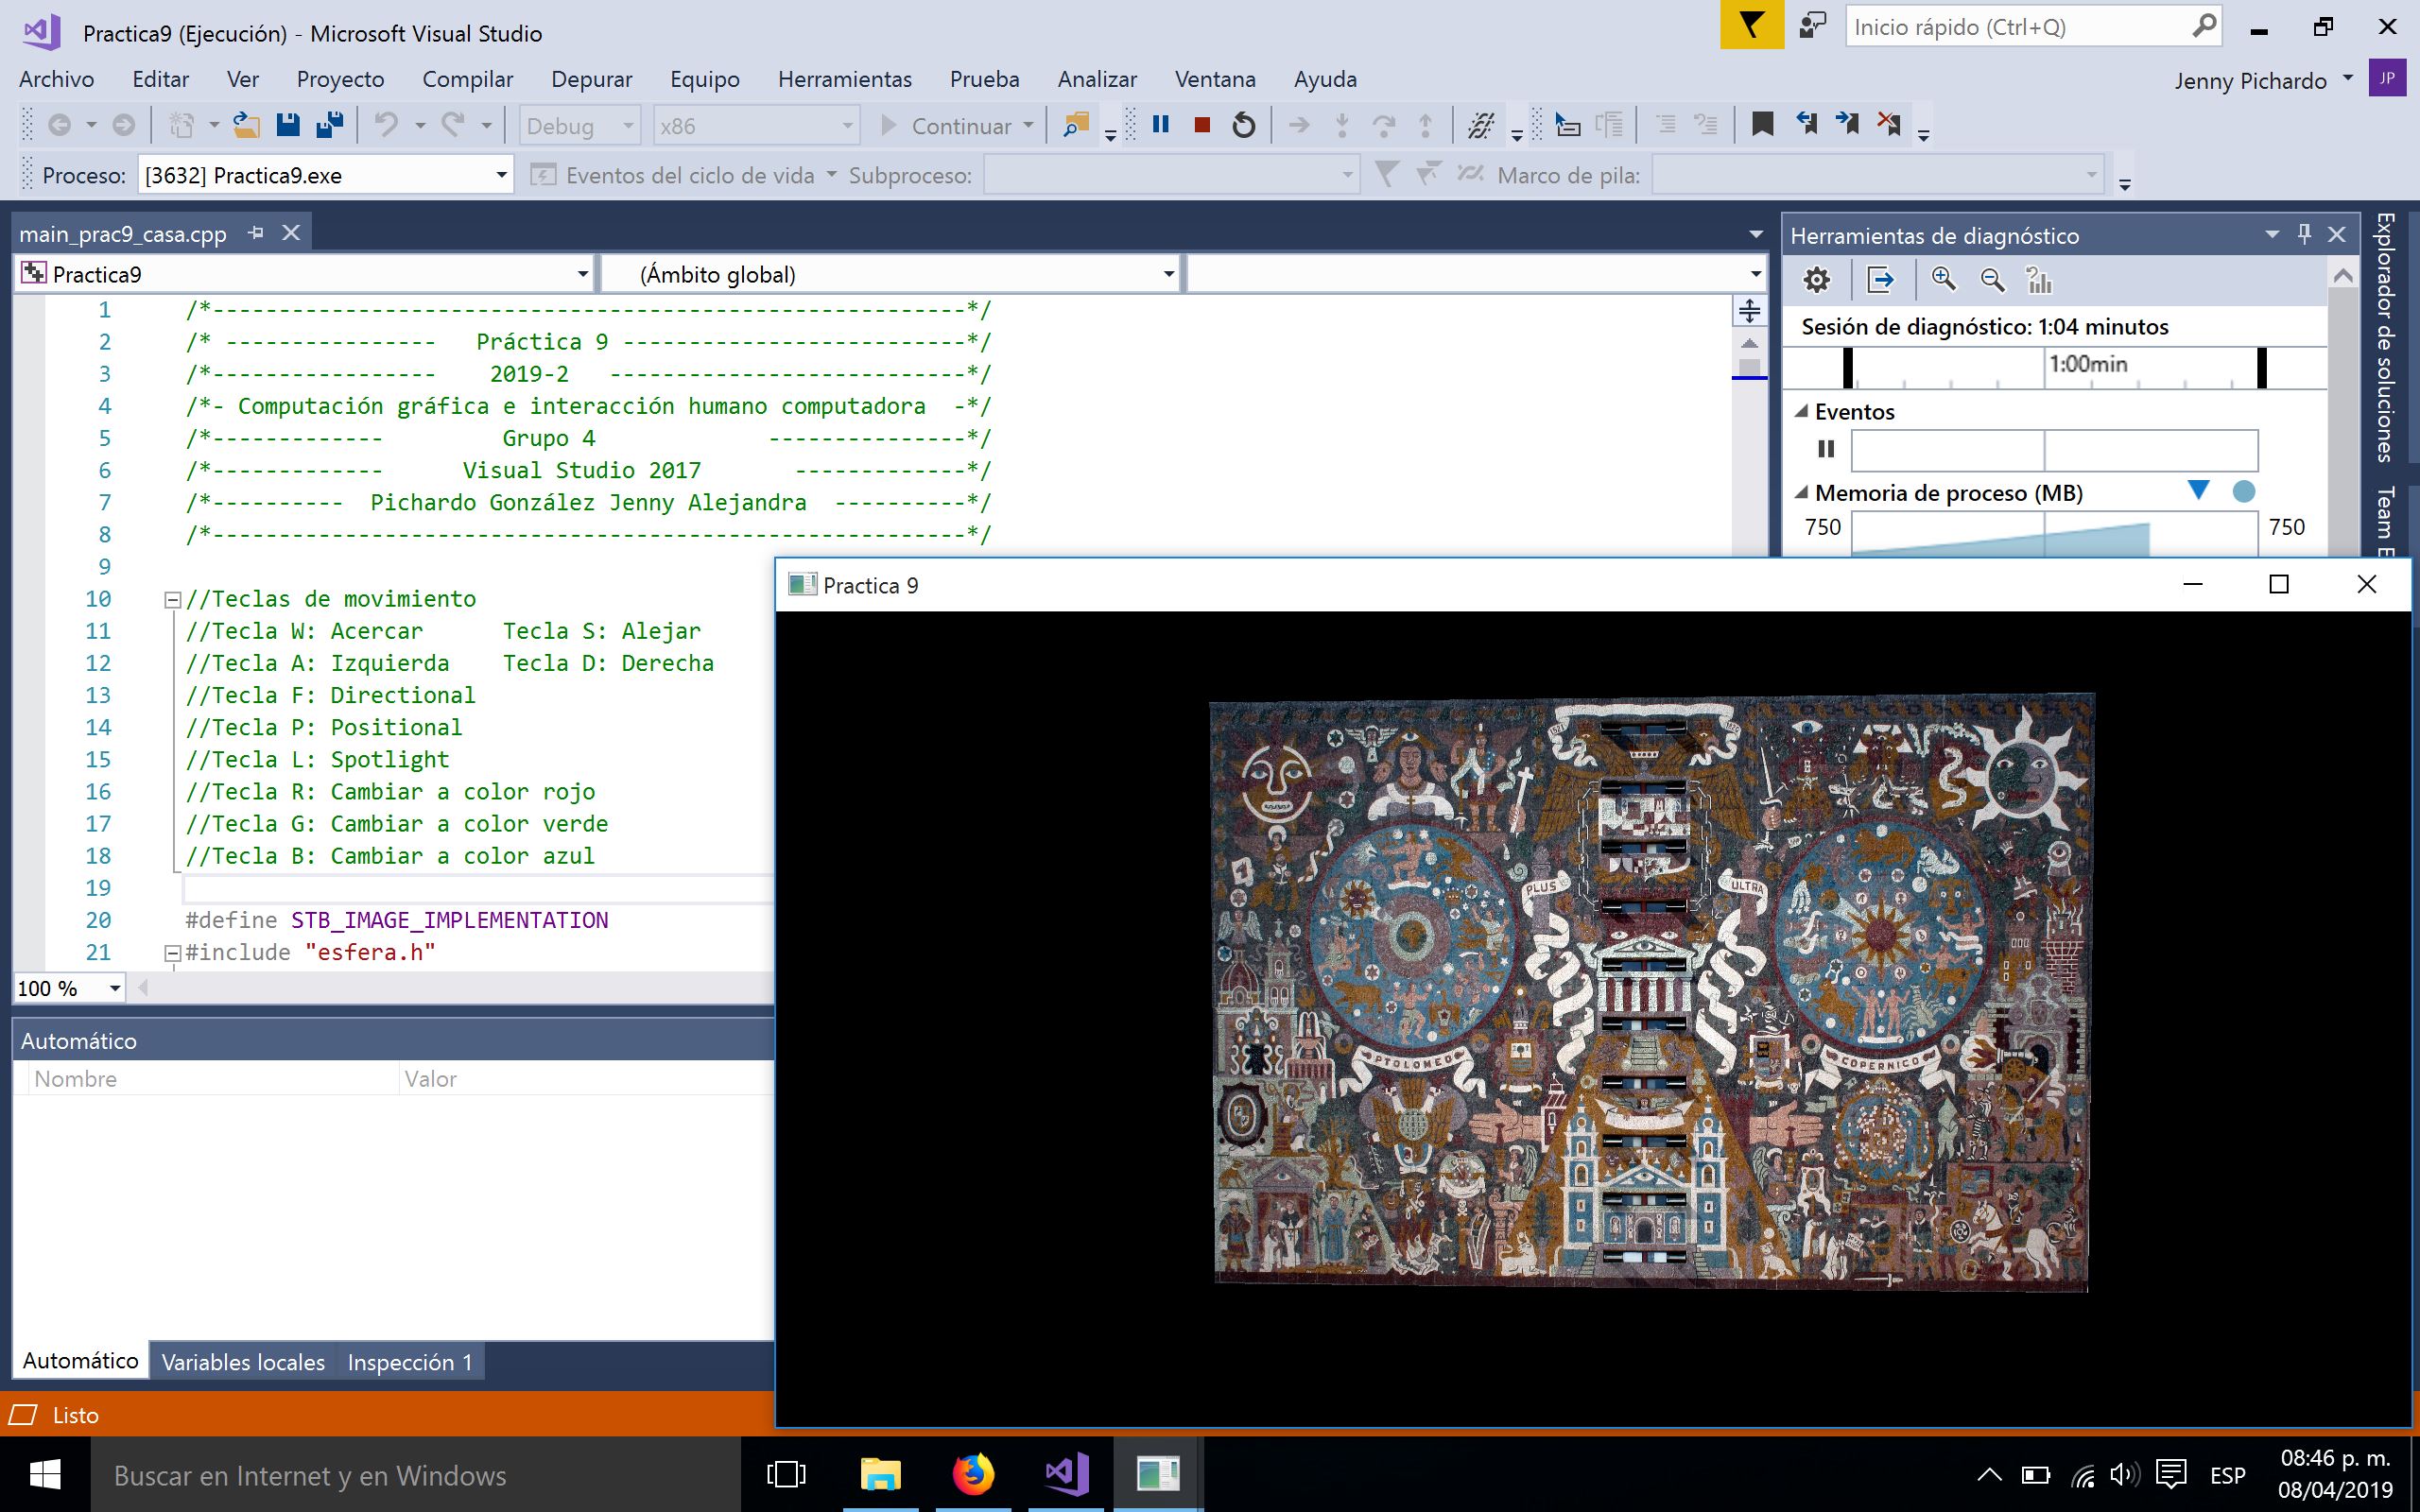 Practica9 (Ejecución) - Microsoft Visual Studio
Inicio rápido (Ctrl+Q)
Archivo Editar Ver Proyecto Compilar Depurar Equipo Herramientas Prueba Analizar Ventana Ayuda
Jenny Pichardo JP
Debug x86 Continuar
Proceso: [3632] Practica9.exe Eventos del ciclo de vida Subproceso: Marco de pila:
main_prac9_casa.cpp
Practica9 (Ámbito global)
1 /*---------------------------------------------------------*/
2 /* ----------------   Práctica 9 --------------------------*/
3 /*-----------------    2019-2   ---------------------------*/
4 /*- Computación gráfica e interacción humano computadora  -*/
5 /*-------------         Grupo 4             ---------------*/
6 /*-------------      Visual Studio 2017       -------------*/
7 /*----------  Pichardo González Jenny Alejandra  ----------*/
8 /*---------------------------------------------------------*/
9
10 //Teclas de movimiento
11 //Tecla W: Acercar      Tecla S: Alejar
12 //Tecla A: Izquierda    Tecla D: Derecha
13 //Tecla F: Directional
14 //Tecla P: Positional
15 //Tecla L: Spotlight
16 //Tecla R: Cambiar a color rojo
17 //Tecla G: Cambiar a color verde
18 //Tecla B: Cambiar a color azul
19
20 #define STB_IMAGE_IMPLEMENTATION
21 #include "esfera.h"
100 %
Automático
Nombre Valor
Automático Variables locales Inspección 1
Listo
Herramientas de diagnóstico
Sesión de diagnóstico: 1:04 minutos
1:00min
Eventos
Memoria de proceso (MB)
750 750
Explorador de soluciones
Team E
Practica 9
PLUS ULTRA
PTOLOMEO
COPERNICO
Buscar en Internet y en Windows
ESP
08:46 p. m.
08/04/2019